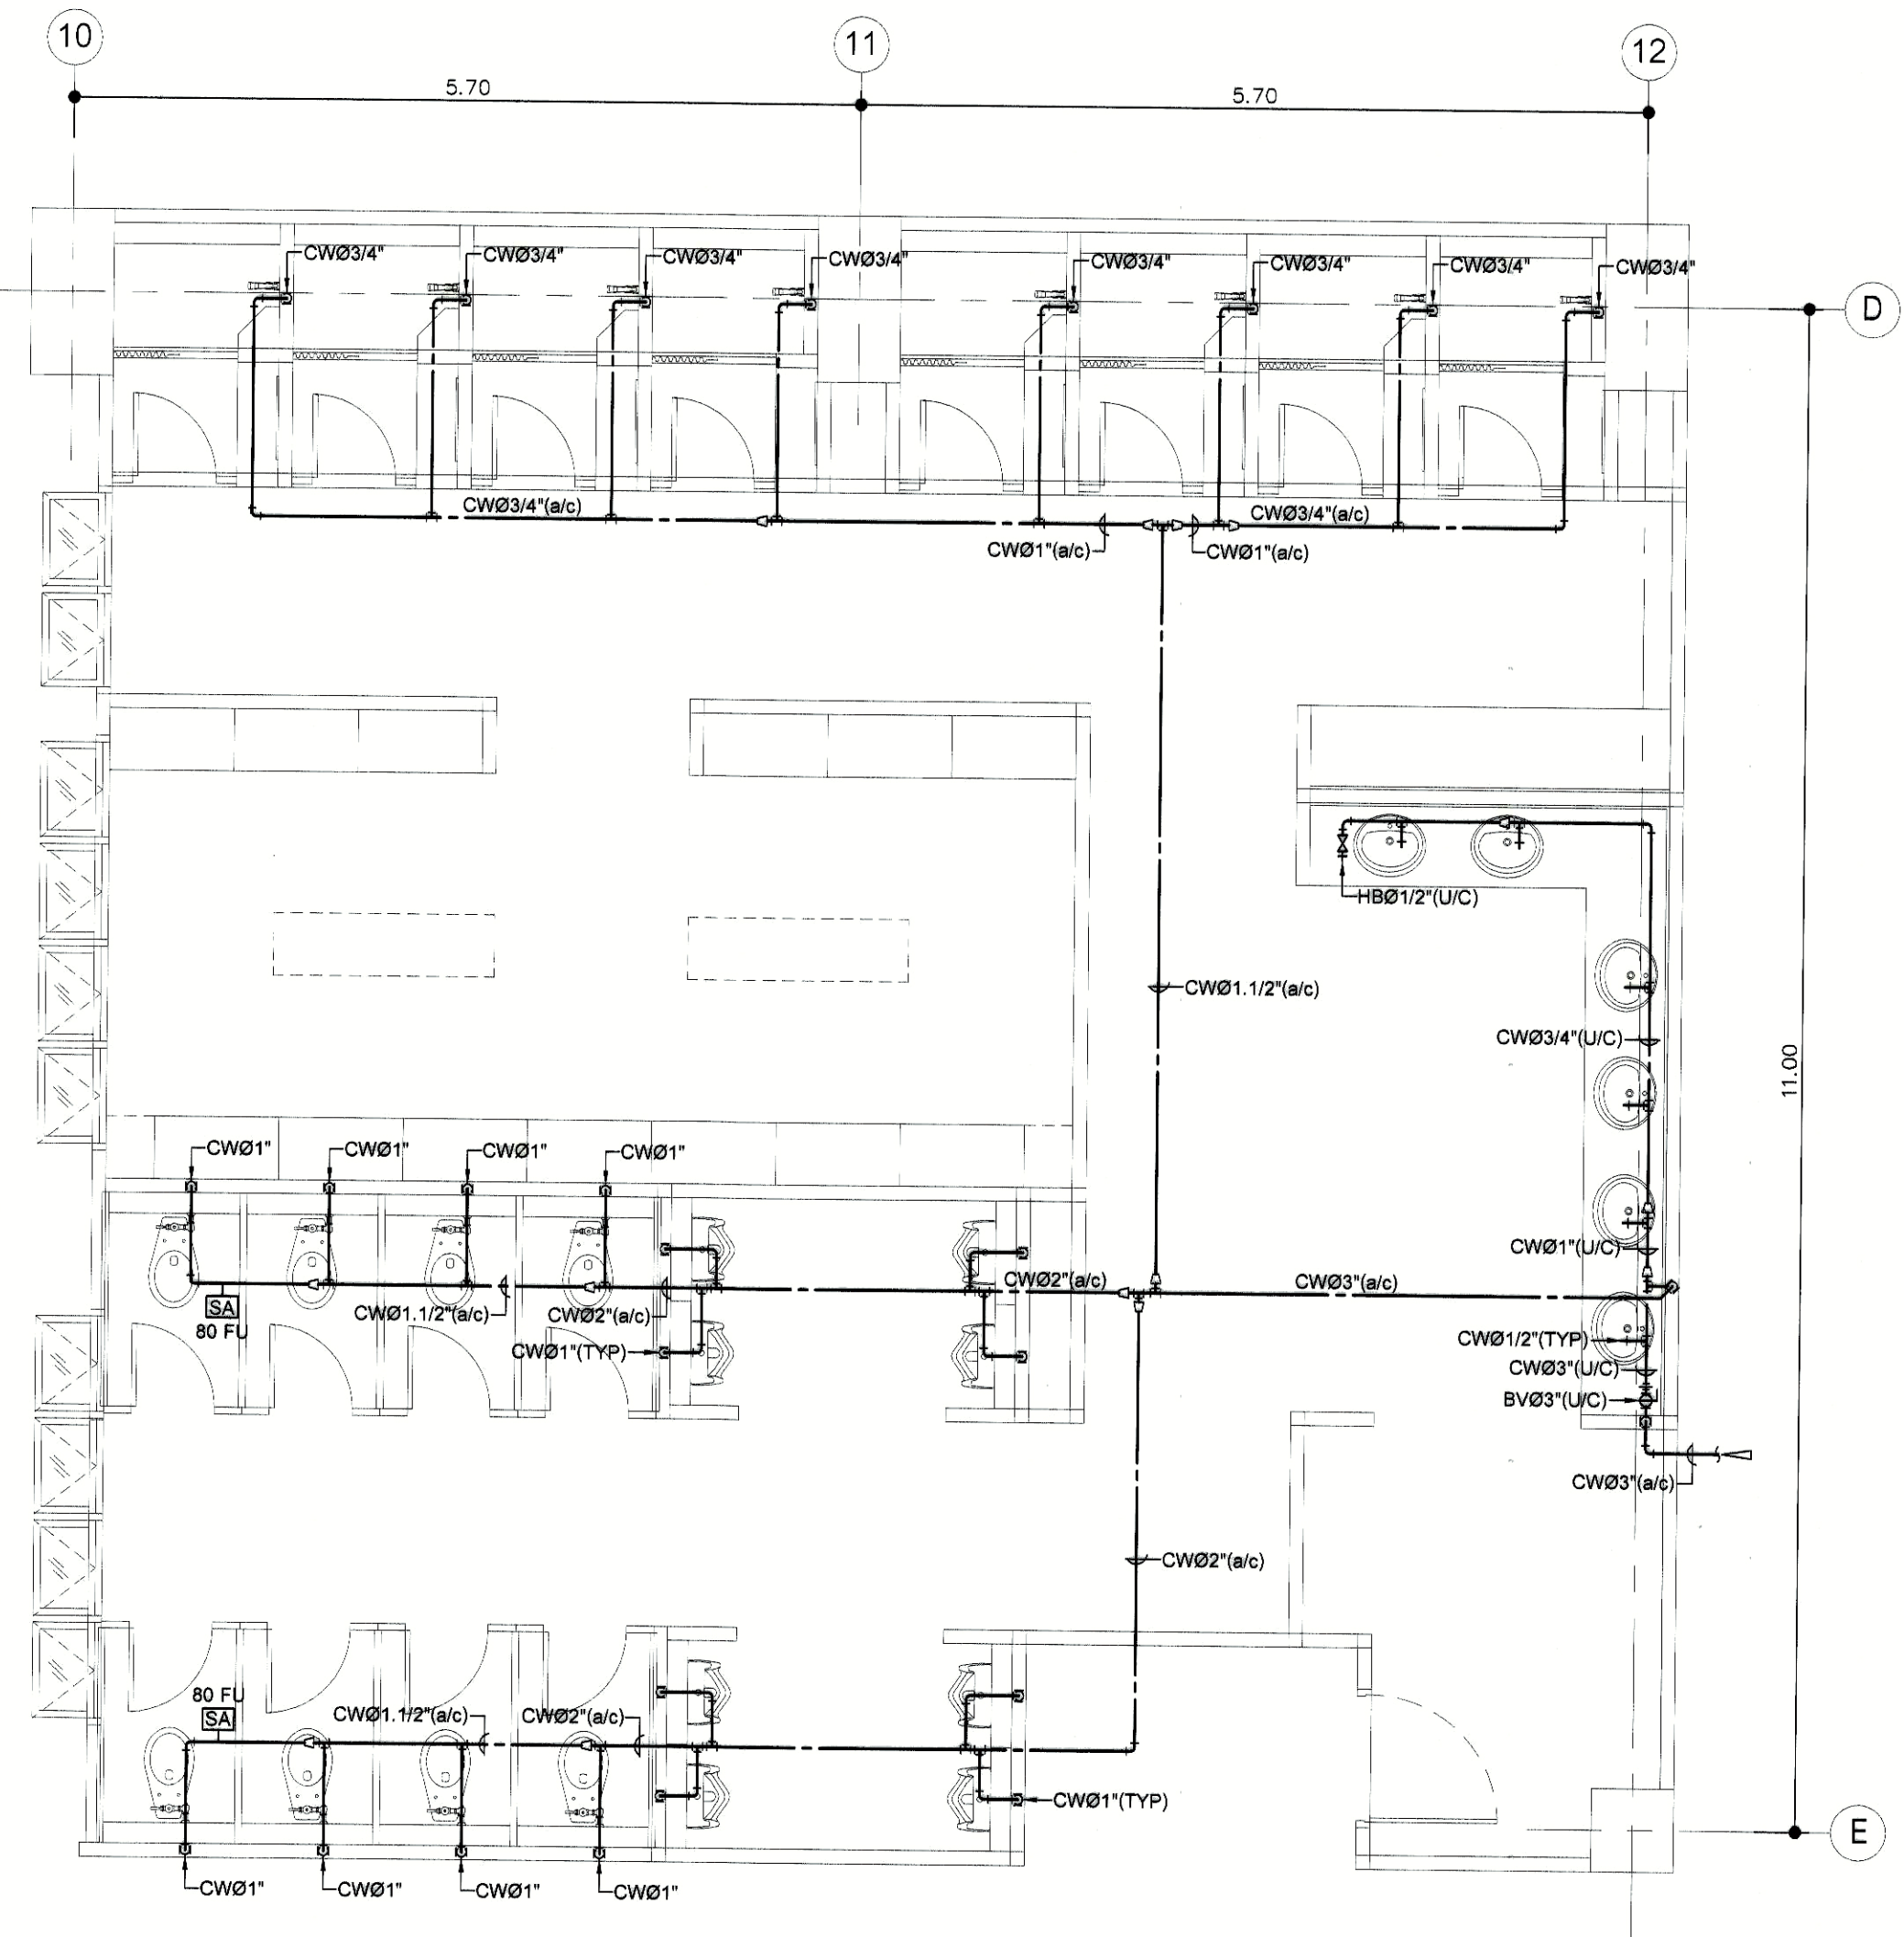 10
11
12
5.70
5.70
CWØ3/4"
CWØ3/4"
CWØ3/4"
CWØ3/4"
CWØ3/4"
CWØ3/4"
CWØ3/4"
CWØ3/4"
D
CWØ3/4"(a/c)
CWØ3/4"(a/c)
CWØ1"(a/c)
CWØ1"(a/c)
HBØ1/2"(U/C)
CWØ1.1/2"(a/c)
CWØ3/4"(U/C)
11.00
CWØ1"
CWØ1"
CWØ1"
CWØ1"
CWØ1"(U/C)
CWØ2"(a/c)
CWØ3"(a/c)
SA
80 FU
CWØ1.1/2"(a/c)
CWØ2"(a/c)
CWØ1"(TYP)
CWØ1/2"(TYP)
CWØ3"(U/C)
BVØ3"(U/C)
CWØ3"(a/c)
CWØ2"(a/c)
80 FU
SA
CWØ1.1/2"(a/c)
CWØ2"(a/c)
CWØ1"(TYP)
E
CWØ1"
CWØ1"
CWØ1"
CWØ1"